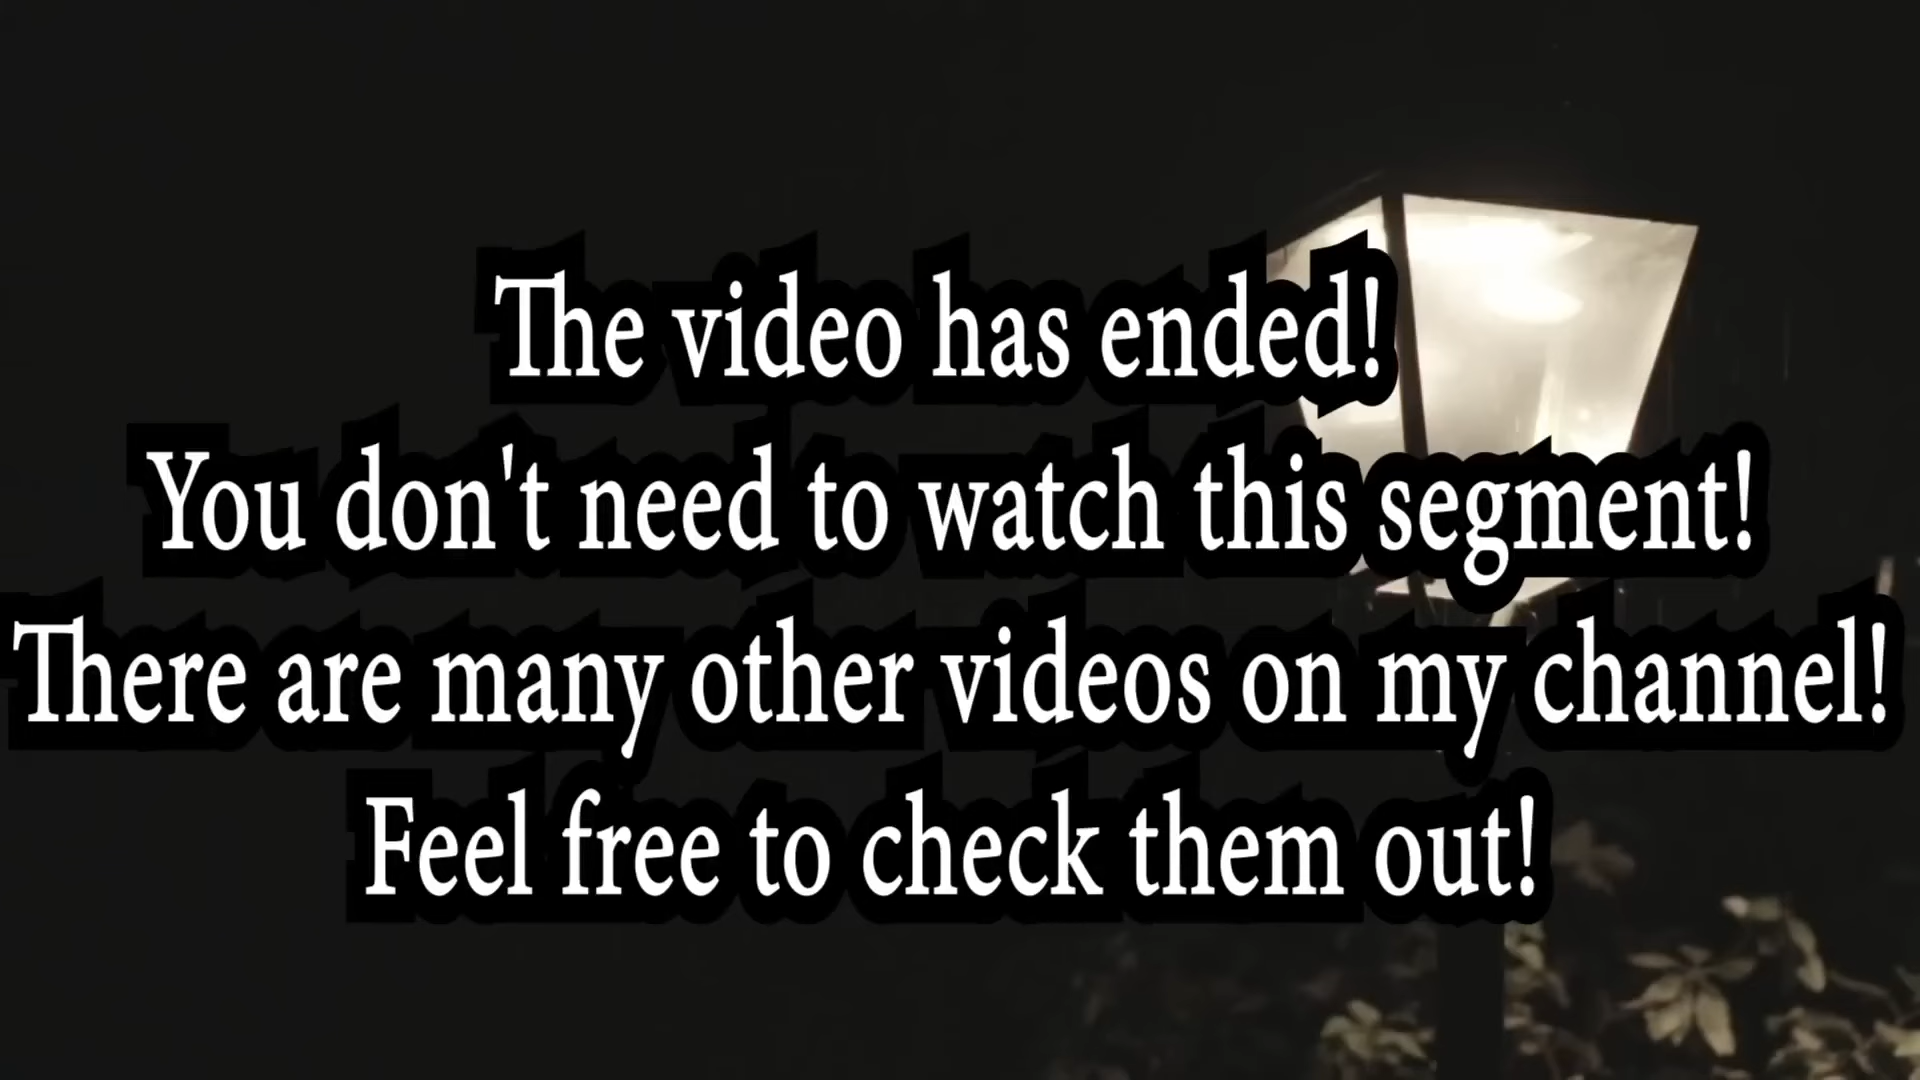 The video has ended!
You don't need to watch this segment!
There are many other videos on my channel!
Feel free to check them out!